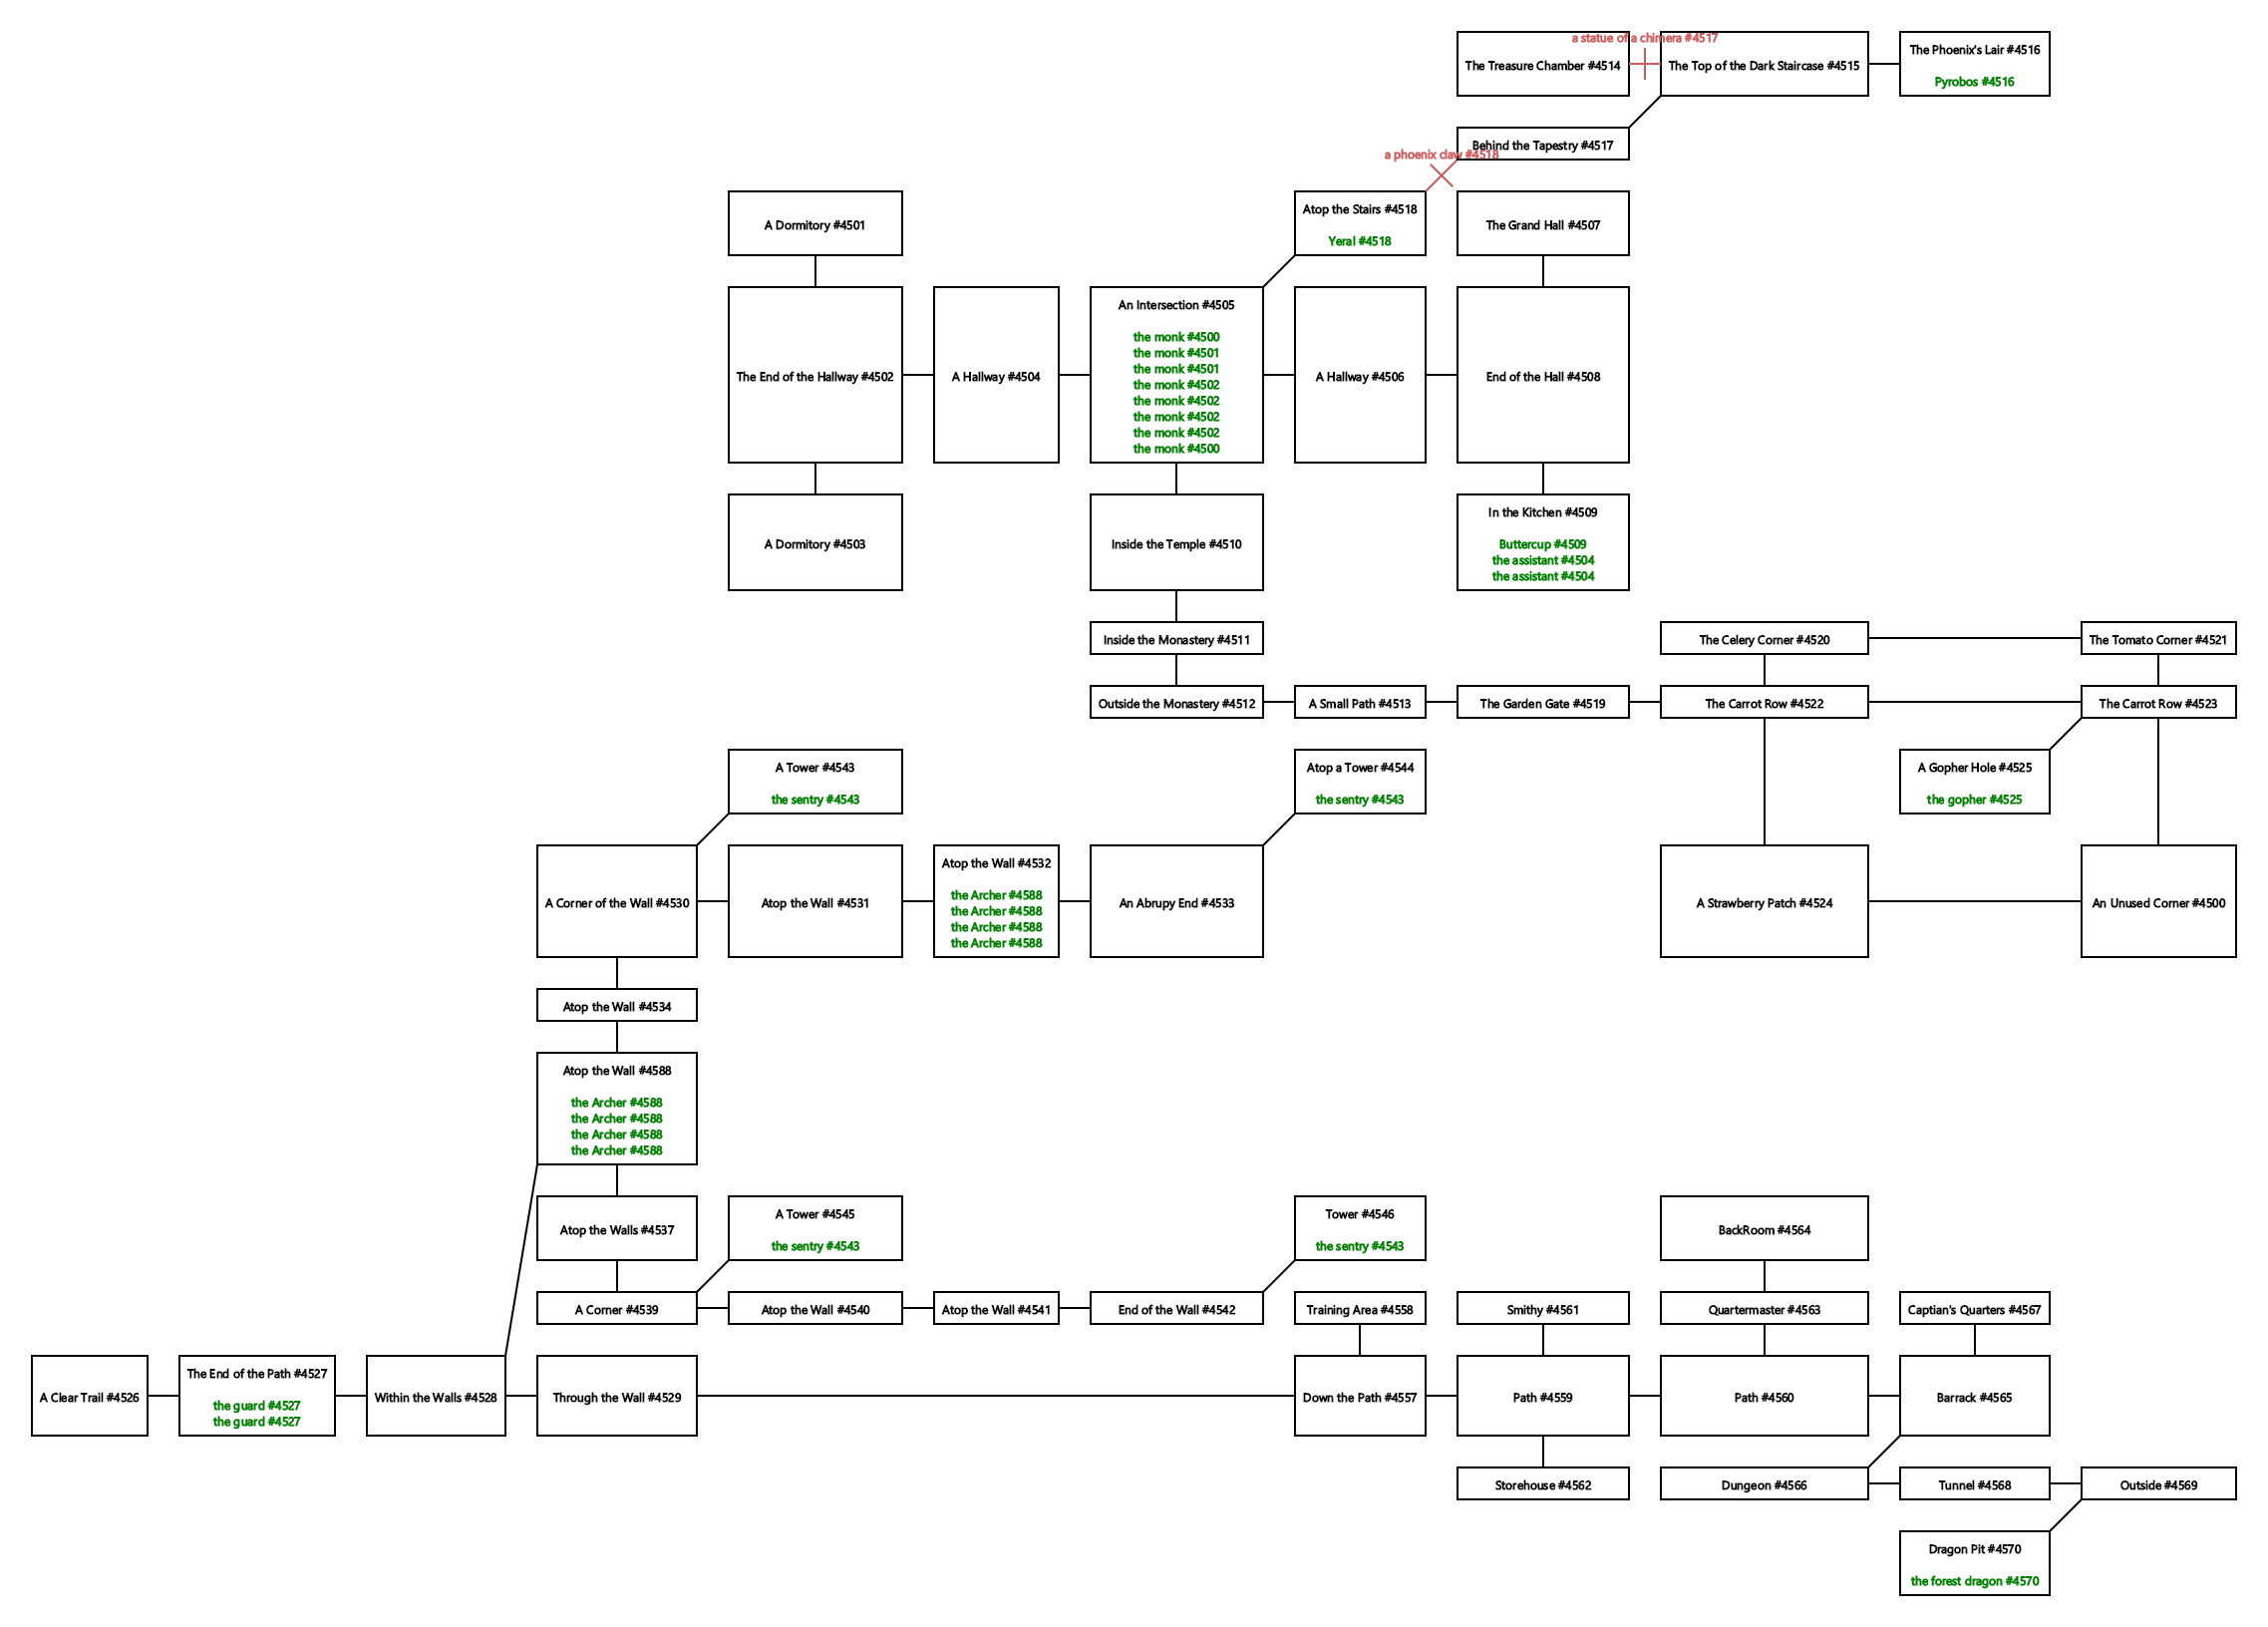 a statue of a chimera #4517
The Treasure Chamber #4514
The Top of the Dark Staircase #4515
The Phoenix's Lair #4516
Pyrobos #4516
Behind the Tapestry #4517
a phoenix claw #4518
A Dormitory #4501
Atop the Stairs #4518
Yeral #4518
The Grand Hall #4507
The End of the Hallway #4502
A Hallway #4504
An Intersection #4505
the monk #4500
the monk #4501
the monk #4501
the monk #4502
the monk #4502
the monk #4502
the monk #4502
the monk #4500
A Hallway #4506
End of the Hall #4508
A Dormitory #4503
Inside the Temple #4510
In the Kitchen #4509
Buttercup #4509
the assistant #4504
the assistant #4504
Inside the Monastery #4511
The Celery Corner #4520
The Tomato Corner #4521
Outside the Monastery #4512
A Small Path #4513
The Garden Gate #4519
The Carrot Row #4522
The Carrot Row #4523
A Tower #4543
the sentry #4543
Atop a Tower #4544
the sentry #4543
A Gopher Hole #4525
the gopher #4525
A Corner of the Wall #4530
Atop the Wall #4531
Atop the Wall #4532
the Archer #4588
the Archer #4588
the Archer #4588
the Archer #4588
An Abrupy End #4533
A Strawberry Patch #4524
An Unused Corner #4500
Atop the Wall #4534
Atop the Wall #4588
the Archer #4588
the Archer #4588
the Archer #4588
the Archer #4588
Atop the Walls #4537
A Tower #4545
the sentry #4543
Tower #4546
the sentry #4543
BackRoom #4564
A Corner #4539
Atop the Wall #4540
Atop the Wall #4541
End of the Wall #4542
Training Area #4558
Smithy #4561
Quartermaster #4563
Captian's Quarters #4567
A Clear Trail #4526
The End of the Path #4527
the guard #4527
the guard #4527
Within the Walls #4528
Through the Wall #4529
Down the Path #4557
Path #4559
Path #4560
Barrack #4565
Storehouse #4562
Dungeon #4566
Tunnel #4568
Outside #4569
Dragon Pit #4570
the forest dragon #4570